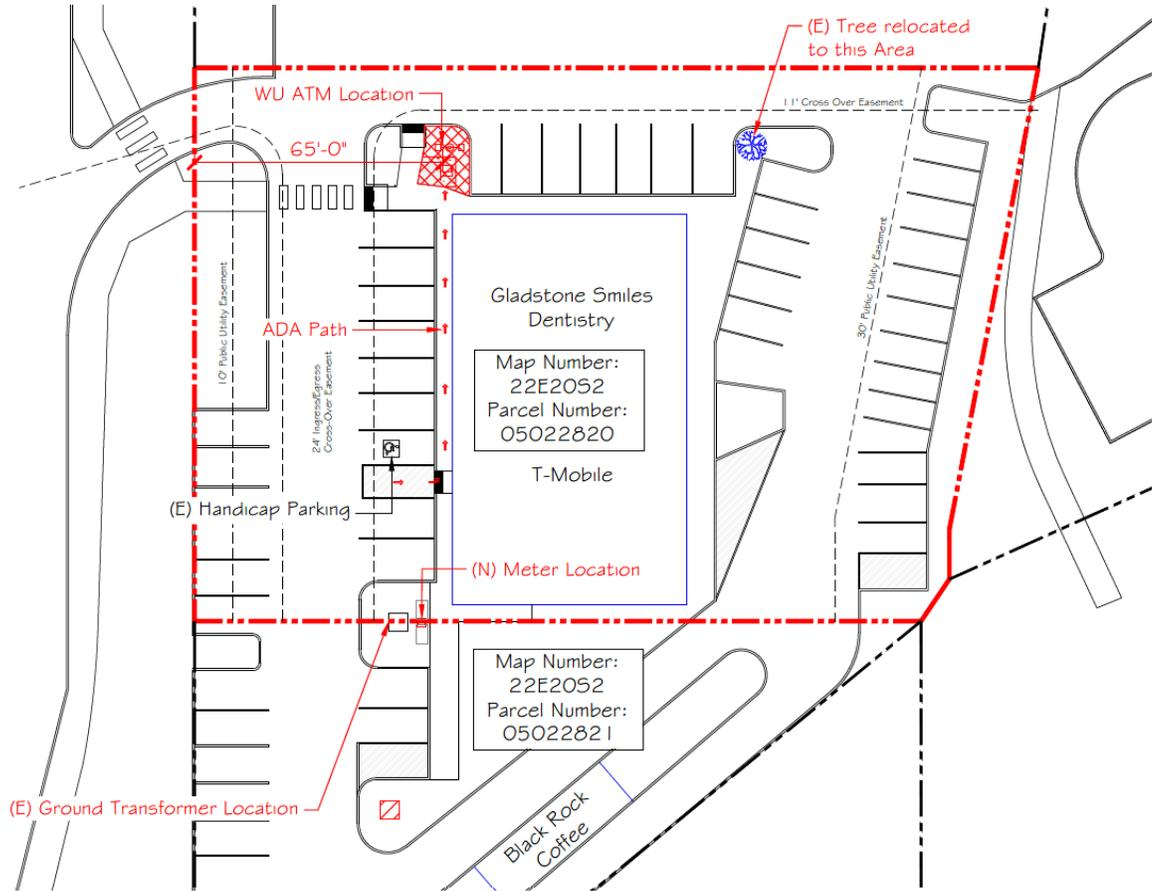 (E) Tree relocated
to this Area
WU ATM Location
11' Cross Over Easement
65'-0"
10' Public Utility Easement
24' Ingress/Egress
Cross-Over Easement
30' Public Utility Easement
Gladstone Smiles
Dentistry
ADA Path
Map Number:
22E20S2
Parcel Number:
05022820
T-Mobile
(E) Handicap Parking
(N) Meter Location
Map Number:
22E20S2
Parcel Number:
05022821
(E) Ground Transformer Location
Black Rock
Coffee